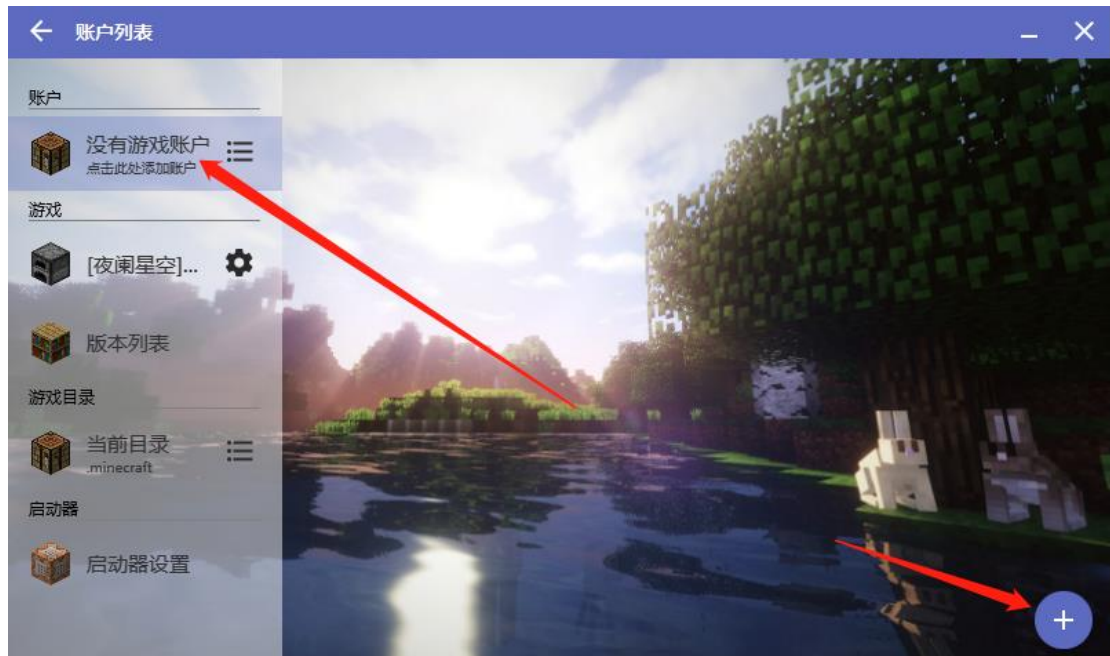 账户列表
账户
没有游戏账户
点击此处添加账户
游戏
[夜阑星空]...
版本列表
游戏目录
当前目录
.minecraft
启动器
启动器设置